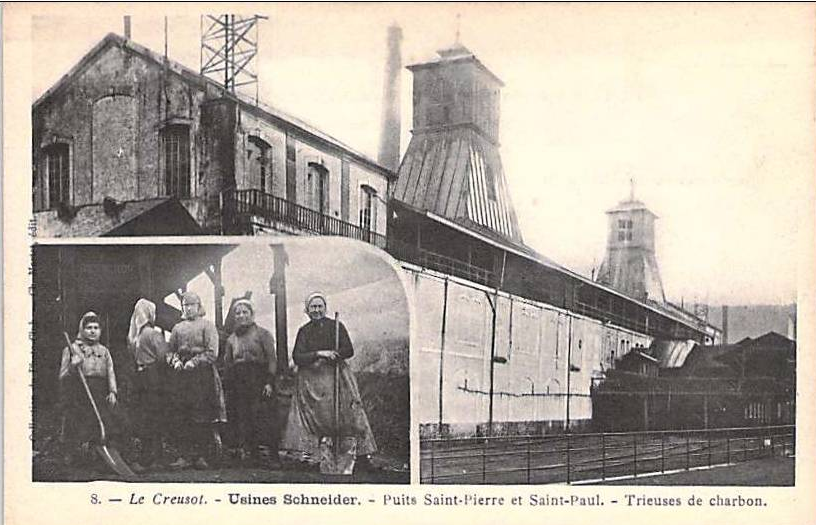 8. — Le Creusot. - Usines Schneider. - Puits Saint-Pierre et Saint-Paul. - Trieuses de charbon.